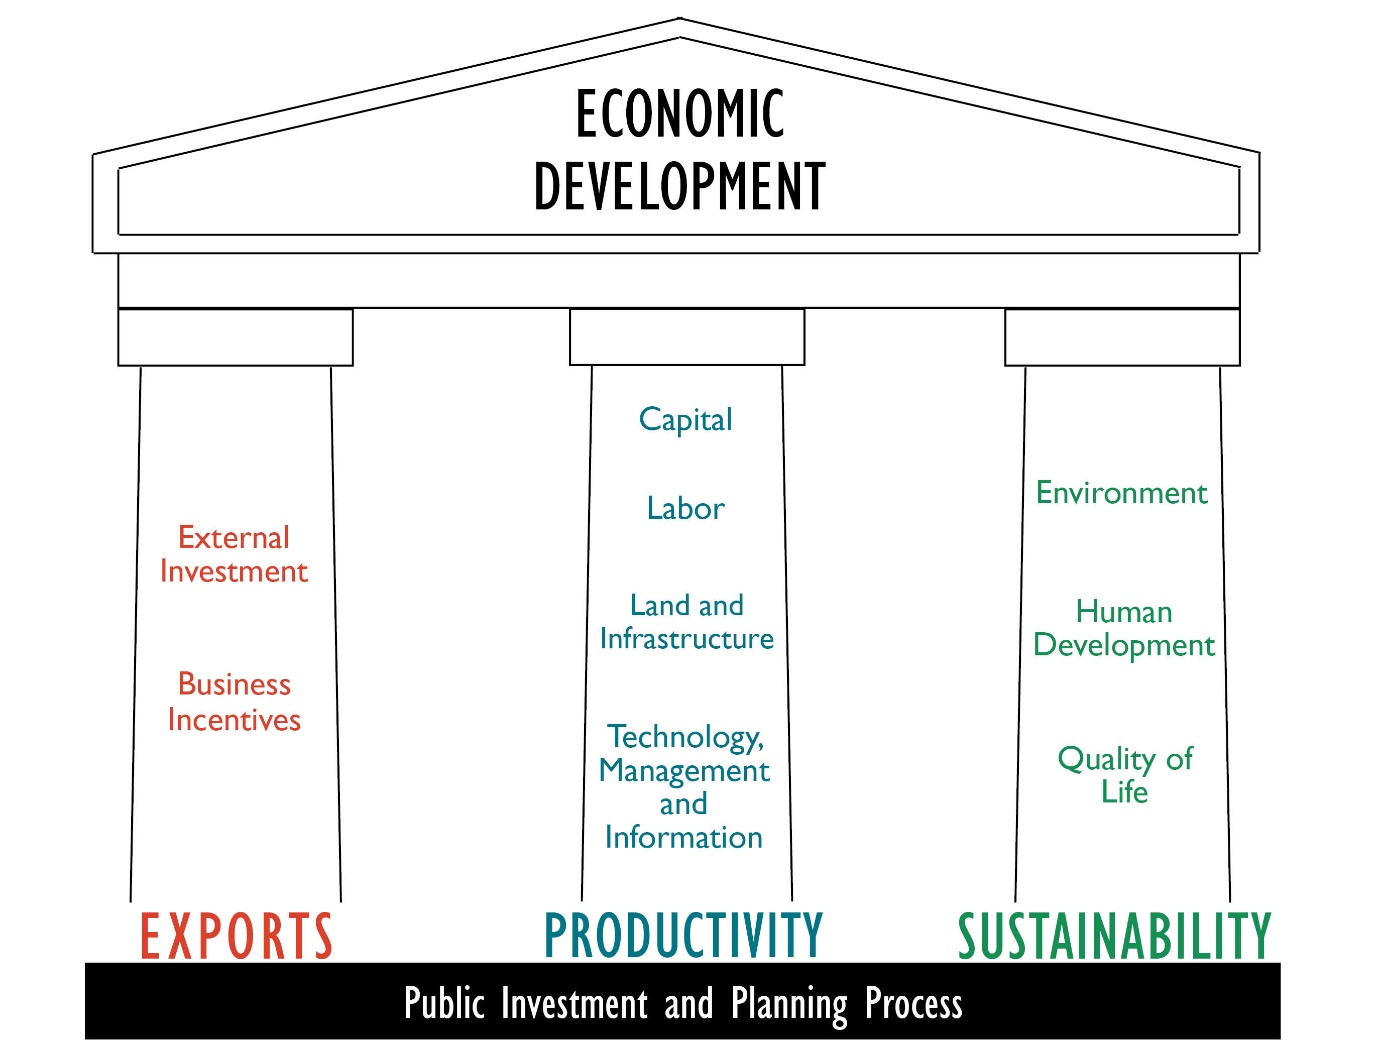 ECONOMIC
DEVELOPMENT
External
Investment
Business
Incentives
EXPORTS
Capital
Labor
Land and
Infrastructure
Technology,
Management
and
Information
PRODUCTIVITY
Environment
Human
Development
Quality of
Life
SUSTAINABILITY
Public Investment and Planning Process